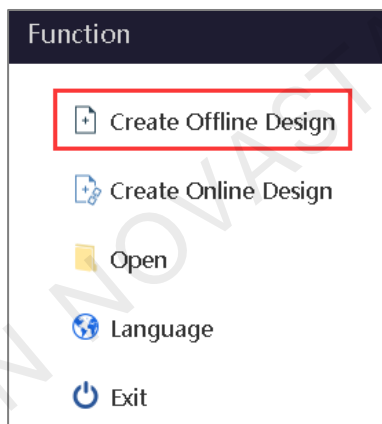 Function
Create Offline Design
Create Online Design
Open
Language
Exit